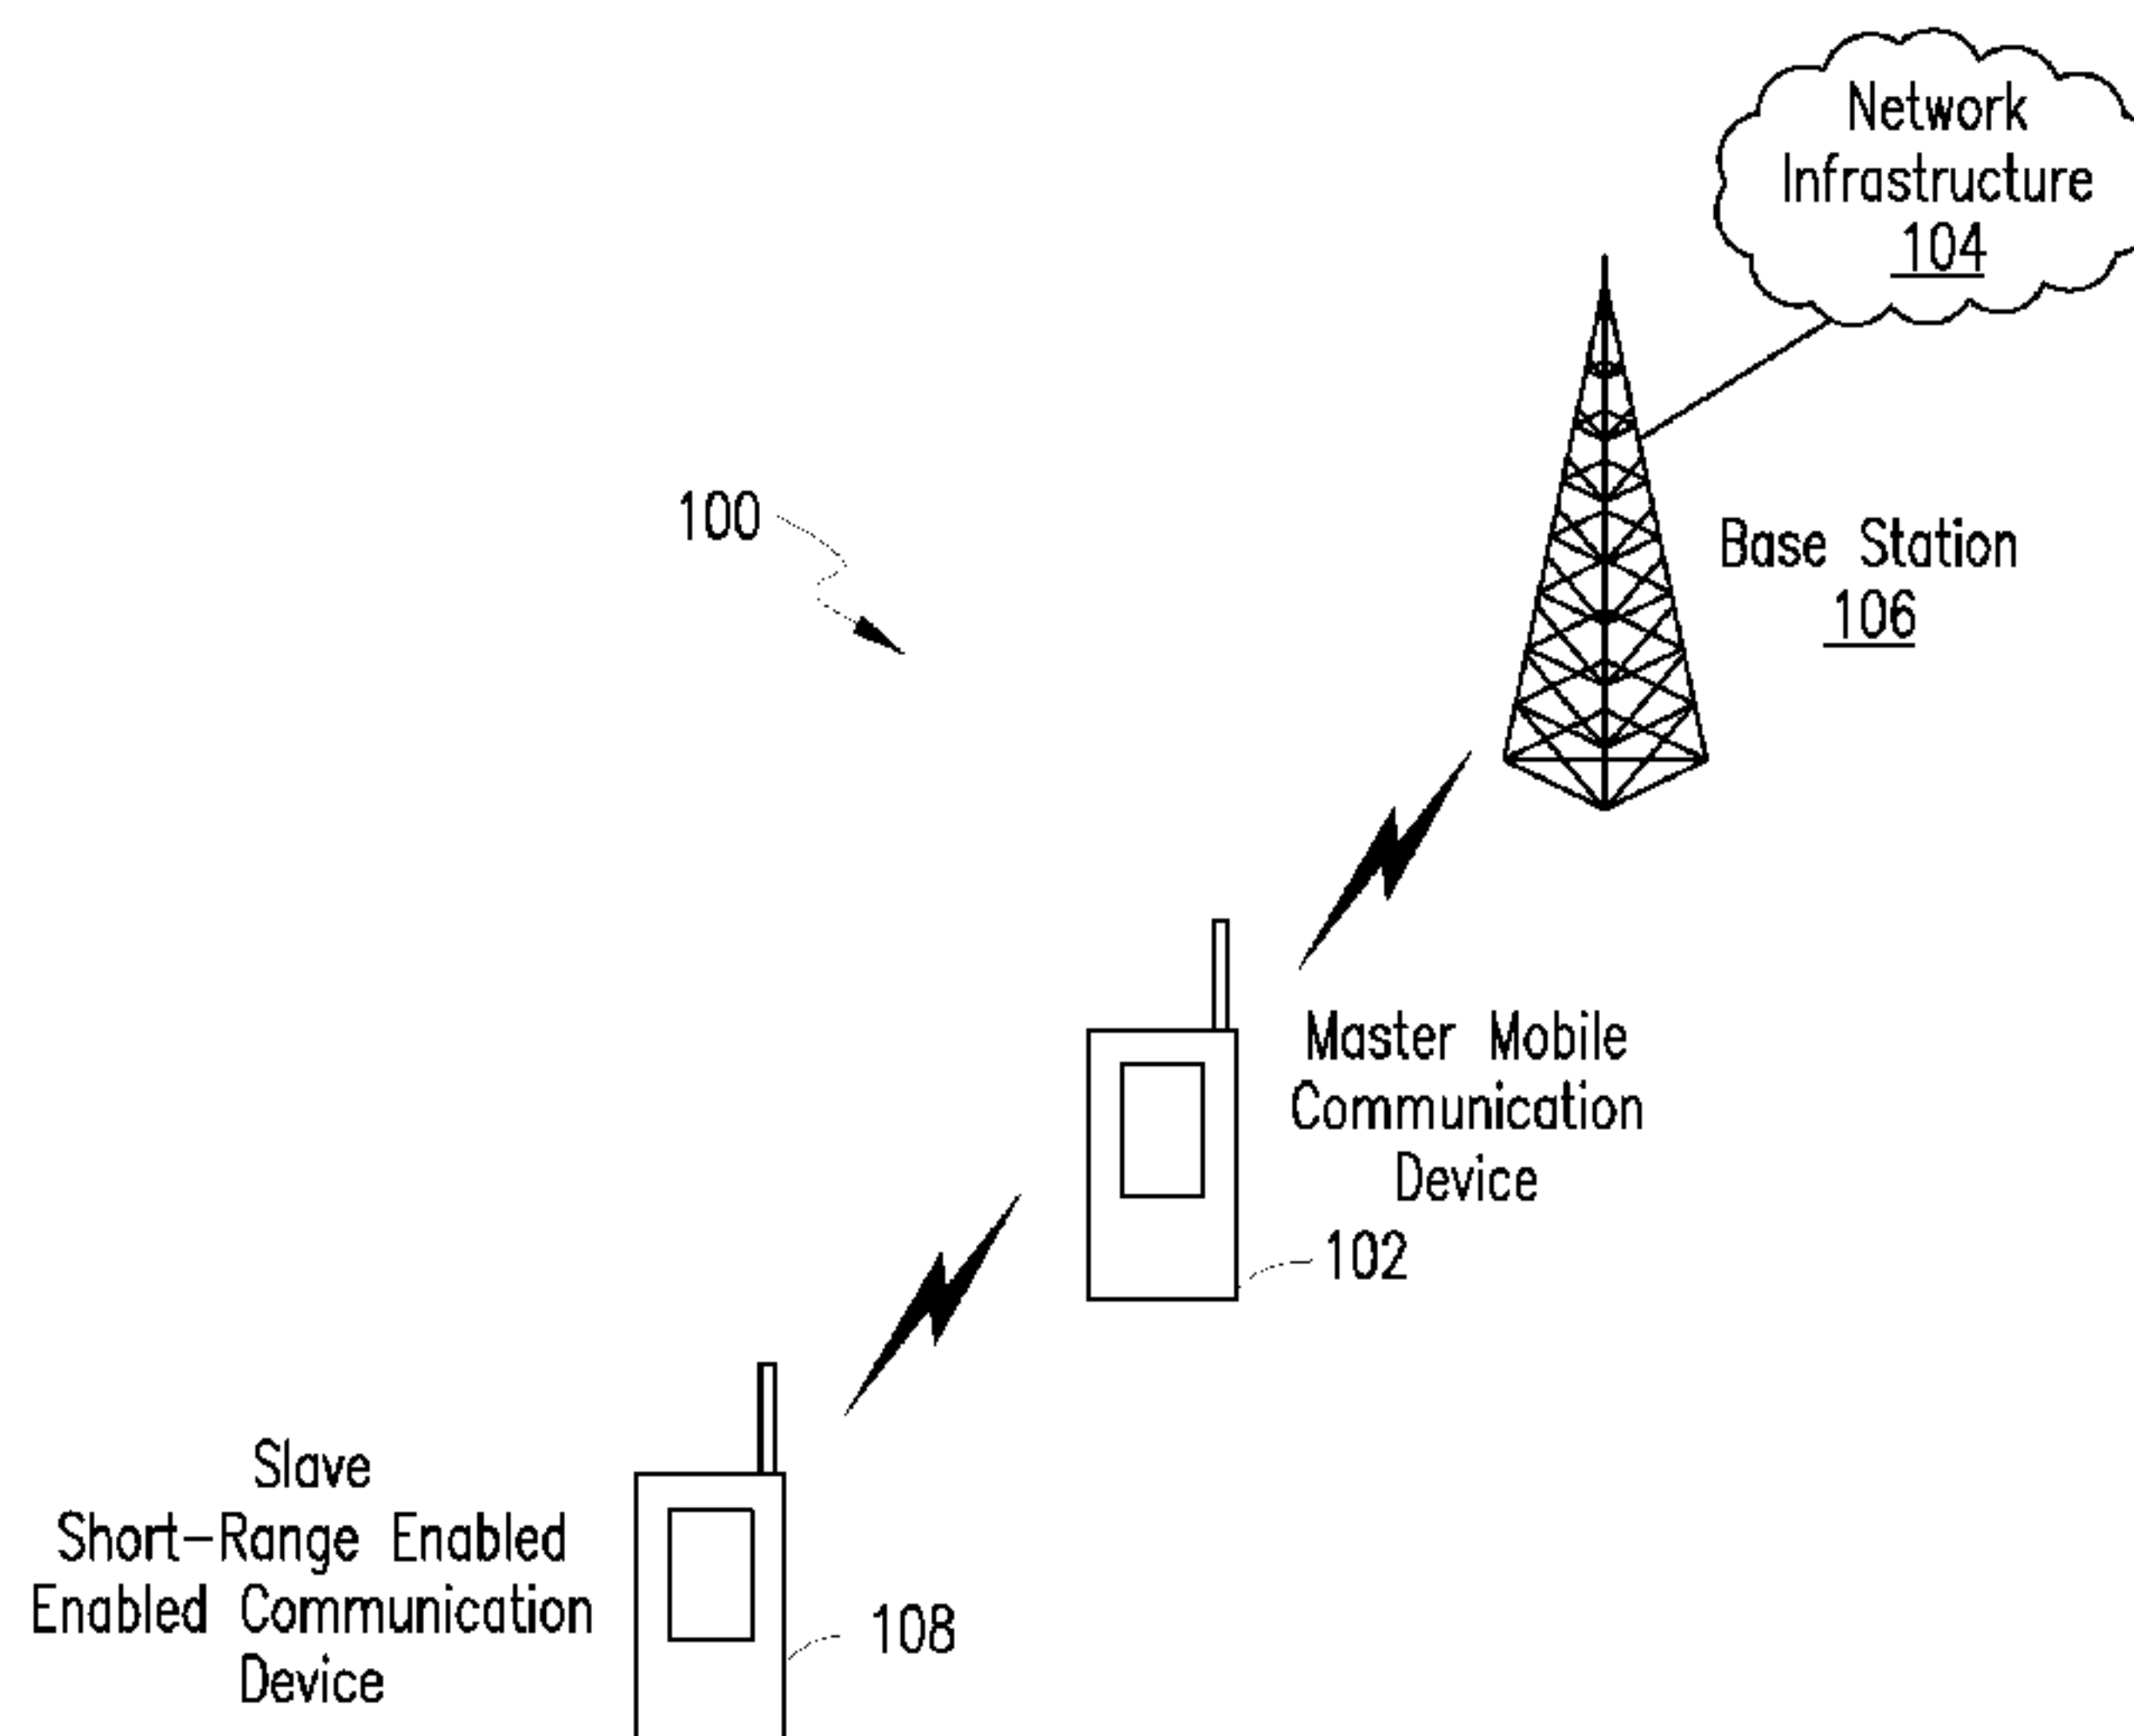 Network
Infrastructure
104
100
Base Station
106
Master Mobile
Communication
Device
102
Slave
Short-Range Enabled
Enabled Communication
Device
108